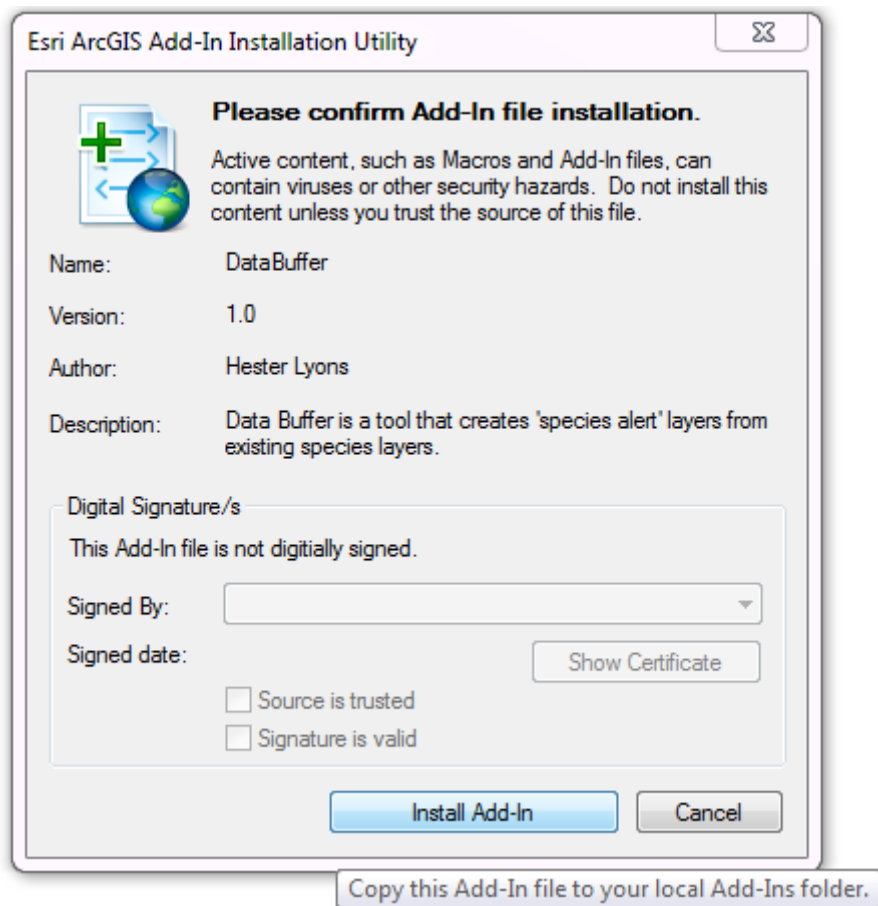 Esri ArcGIS Add-In Installation Utility
Please confirm Add-In file installation.
Active content, such as Macros and Add-In files, can
contain viruses or other security hazards. Do not install this
content unless you trust the source of this file.
Name: DataBuffer
Version: 1.0
Author: Hester Lyons
Description: Data Buffer is a tool that creates 'species alert' layers from
existing species layers.
Digital Signature/s
This Add-In file is not digitially signed.
Signed By:
Signed date: Show Certificate
Source is trusted
Signature is valid
Install Add-In Cancel
Copy this Add-In file to your local Add-Ins folder.